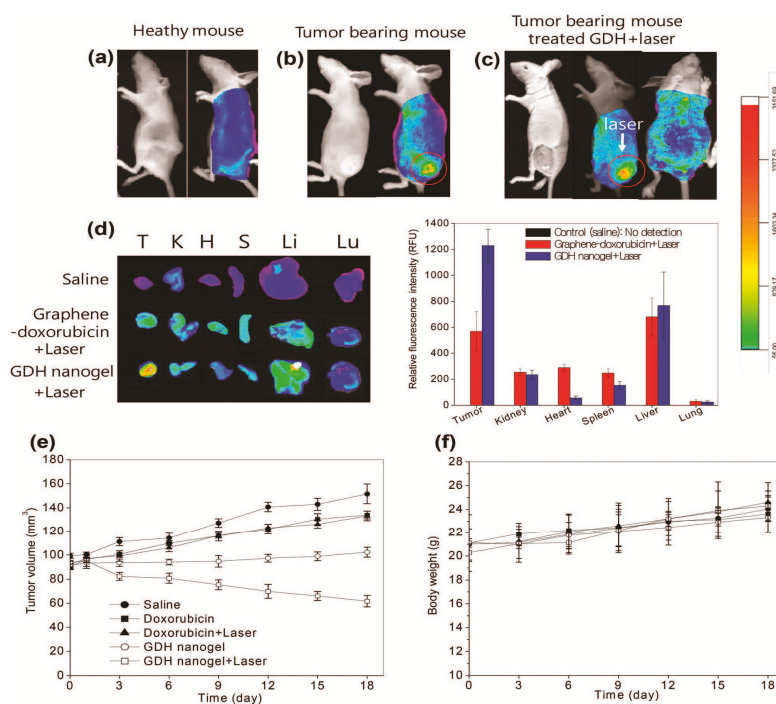 Heathy mouse
Tumor bearing mouse
Tumor bearing mouse
treated GDH+laser
(a)
(b)
(c)
laser
(d)
T K H S Li Lu
Saline
Graphene
-doxorubicin
+Laser
GDH nanogel
+Laser
Relative fluorescence intensity (RFU)
1400
1200
1000
800
600
400
200
0
Control (saline): No detection
Graphene-doxorubicin+Laser
GDH nanogel+Laser
Tumor
Kidney
Heart
Spleen
Liver
Lung
(e)
Tumor volume (mm³)
200
180
160
140
120
100
80
60
40
20
0
Saline
Doxorubicin
Doxorubicin+Laser
GDH nanogel
GDH nanogel+Laser
0 3 6 9 12 15 18
Time (day)
(f)
Body weight (g)
28
26
24
22
20
18
16
14
12
10
0 3 6 9 12 15 18
Time (day)